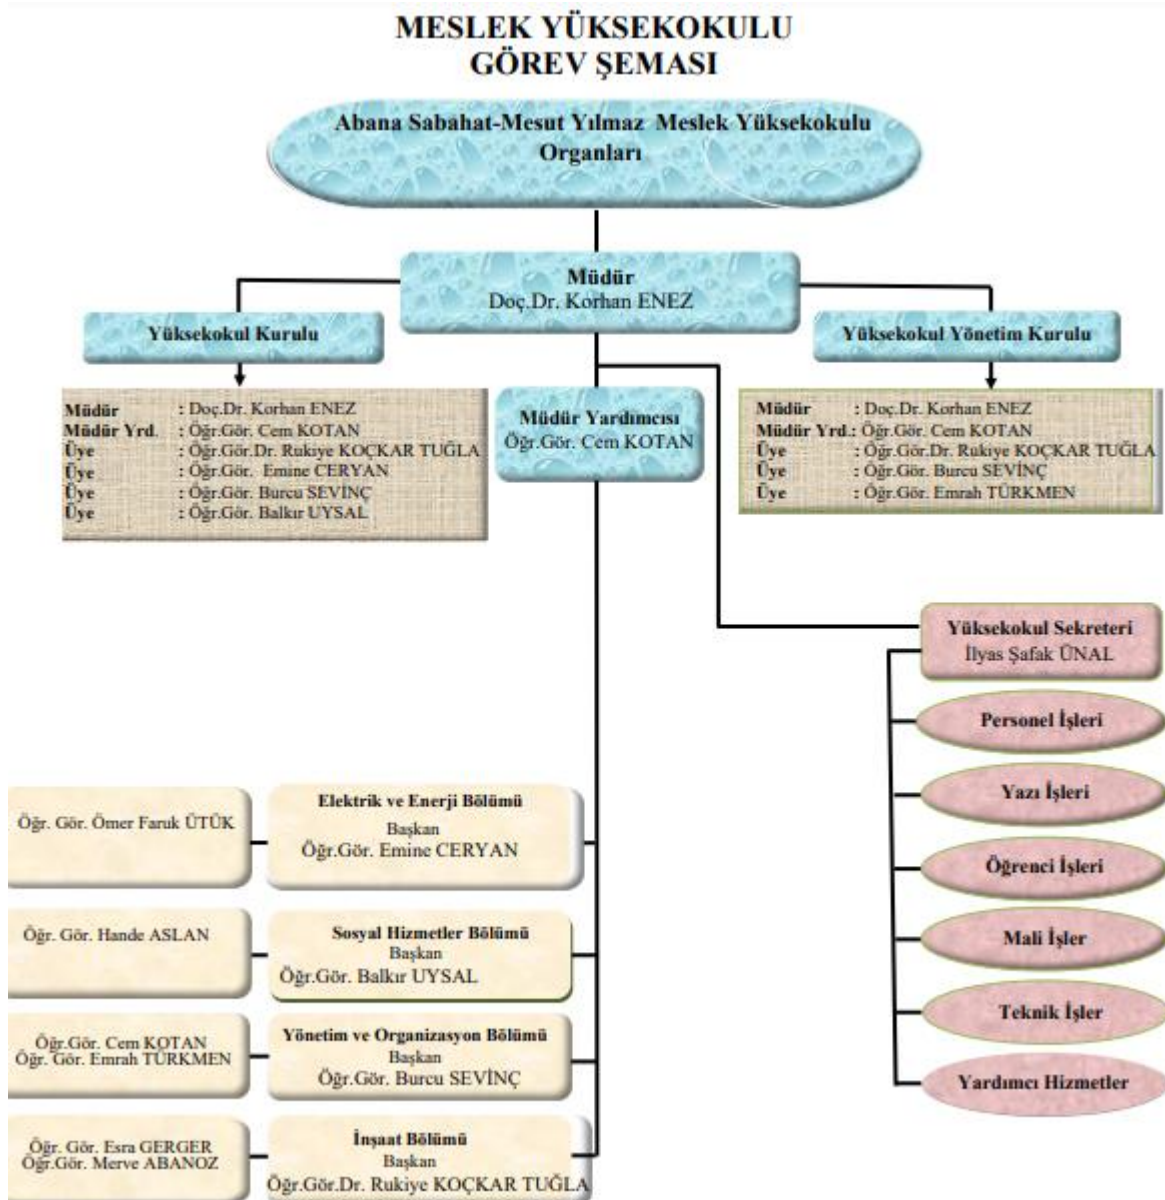 MESLEK YÜKSEKOKULU
GÖREV ŞEMASI
Abana Sabahat-Mesut Yılmaz Meslek Yüksekokulu
Organları
Müdür
Doç.Dr. Korhan ENEZ
Yüksekokul Kurulu
Müdür : Doç.Dr. Korhan ENEZ
Müdür Yrd. : Öğr.Gör. Cem KOTAN
Üye : Öğr.Gör.Dr. Rukiye KOÇKAR TUĞLA
Üye : Öğr.Gör. Emine CERYAN
Üye : Öğr.Gör. Burcu SEVİNÇ
Üye : Öğr.Gör. Balkır UYSAL
Müdür Yardımcısı
Öğr.Gör. Cem KOTAN
Yüksekokul Yönetim Kurulu
Müdür : Doç.Dr. Korhan ENEZ
Müdür Yrd.: Öğr.Gör. Cem KOTAN
Üye : Öğr.Gör.Dr. Rukiye KOÇKAR TUĞLA
Üye : Öğr.Gör. Burcu SEVİNÇ
Üye : Öğr.Gör. Emrah TÜRKMEN
Yüksekokul Sekreteri
İlyas Şafak ÜNAL
Personel İşleri
Yazı İşleri
Öğrenci İşleri
Mali İşler
Teknik İşler
Yardımcı Hizmetler
Öğr. Gör. Ömer Faruk ÜTÜK
Elektrik ve Enerji Bölümü
Başkan
Öğr.Gör. Emine CERYAN
Öğr. Gör. Hande ASLAN
Sosyal Hizmetler Bölümü
Başkan
Öğr.Gör. Balkır UYSAL
Öğr.Gör. Cem KOTAN
Öğr. Gör. Emrah TÜRKMEN
Yönetim ve Organizasyon Bölümü
Başkan
Öğr.Gör. Burcu SEVİNÇ
Öğr. Gör. Esra GERGER
Öğr.Gör. Merve ABANOZ
İnşaat Bölümü
Başkan
Öğr.Gör.Dr. Rukiye KOÇKAR TUĞLA